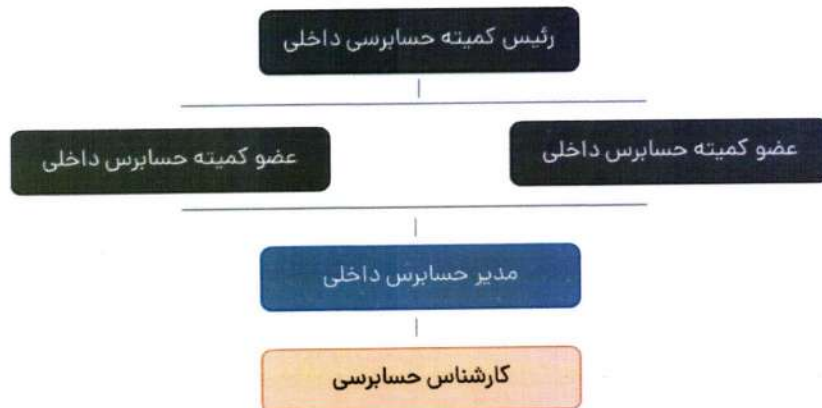 رئیس کمیته حسابرسی داخلی
عضو کمیته حسابرس داخلی
عضو کمیته حسابرس داخلی
مدیر حسابرس داخلی
کارشناس حسابرسی